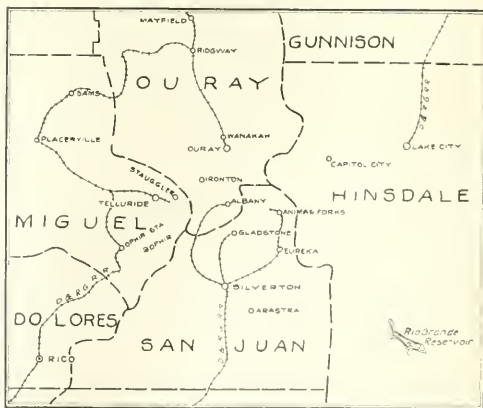 MAYFIELD
GUNNISON
RIDGWAY
OURAY
SAMS
D.&R.G.R.R.
PLACERVILLE
WANAKAH
OURAY
LAKE CITY
CAPITOL CITY
STAUGGLER
IRONTON
TELLURIDE
ALBANY
HINSDALE
ANIMAS FORKS
MIGUEL
GLADSTONE
OPHIR STA
OPHIR
EUREKA
D.&R.G.R.R.
SILVERTON
ARASTRA
DOLORES
D.&R.G.R.R.
SAN JUAN
Rio Grande
Reservoir
RICO